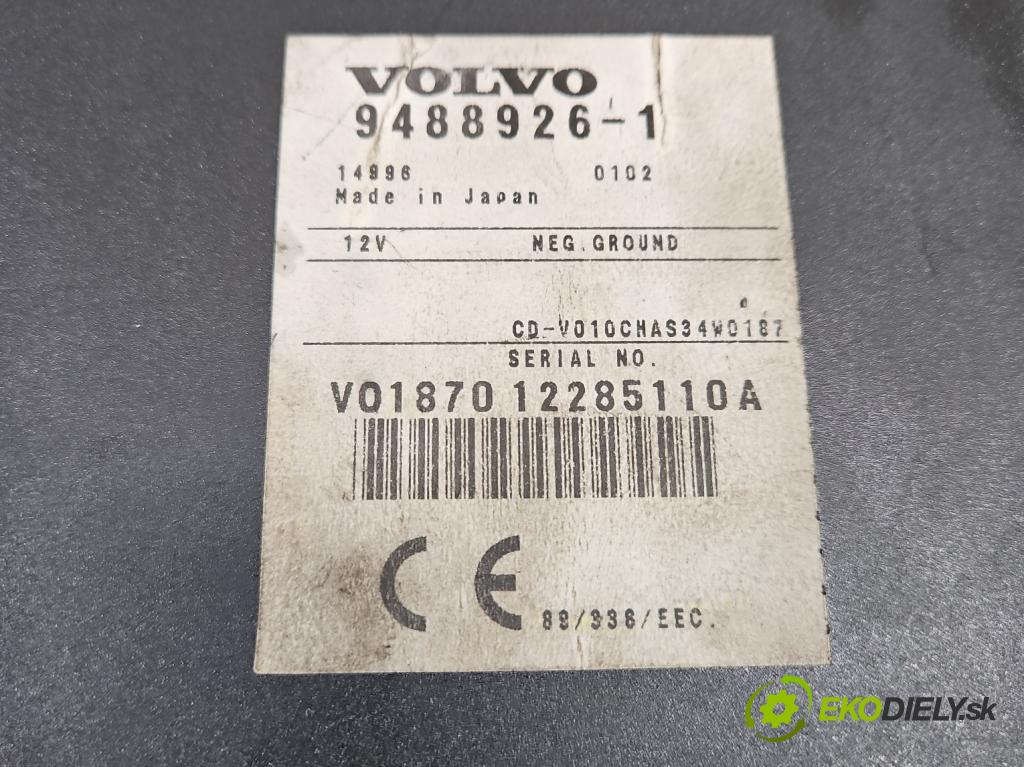 VOLVO
9488926-1
14996 0102
Made in Japan
12V NEG.GROUND
CD-V010CHAS34W0187
SERIAL NO.
V01870 12285110A
CE 89/336/EEC.
EKODIELY.sk